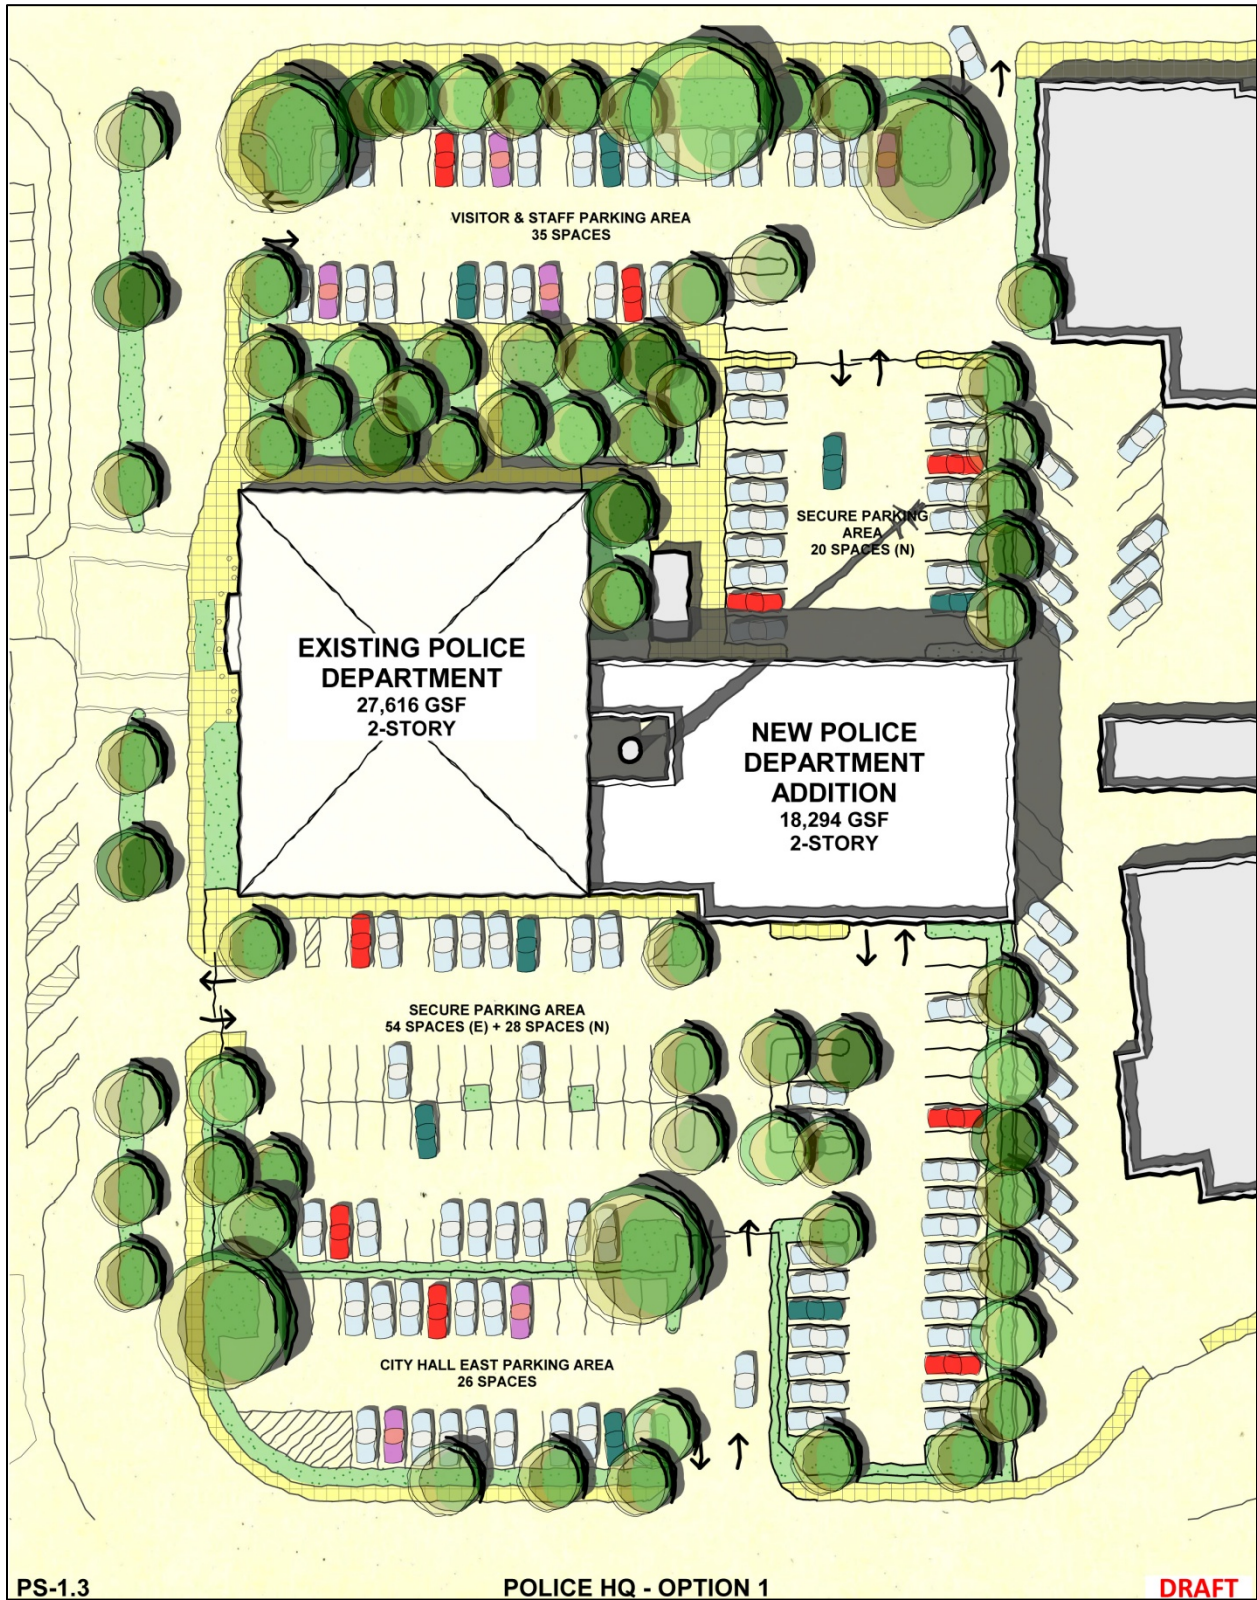 VISITOR & STAFF PARKING AREA
35 SPACES
SECURE PARKING
AREA
20 SPACES (N)
EXISTING POLICE
DEPARTMENT
27,616 GSF
2-STORY
NEW POLICE
DEPARTMENT
ADDITION
18,294 GSF
2-STORY
SECURE PARKING AREA
54 SPACES (E) + 28 SPACES (N)
CITY HALL EAST PARKING AREA
26 SPACES
PS-1.3
POLICE HQ - OPTION 1
DRAFT